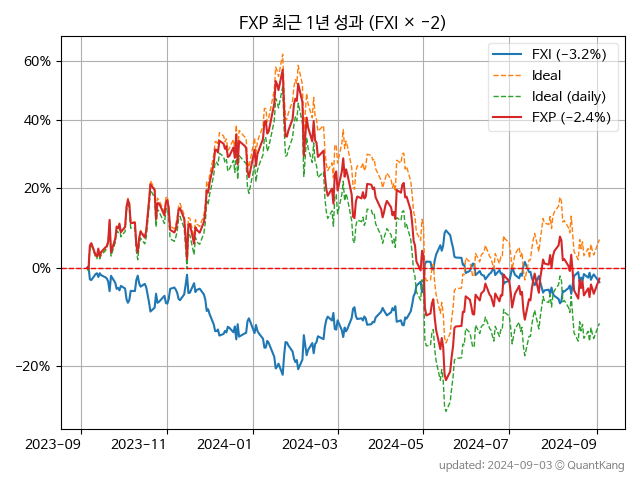 FXP 최근 1년 성과 (FXI × −2)
FXI (−3.2%)
Ideal
Ideal (daily)
FXP (−2.4%)
60%
40%
20%
0%
−20%
2023−09 2023−11 2024−01 2024−03 2024−05 2024−07 2024−09
updated: 2024−09−03 © QuantKang